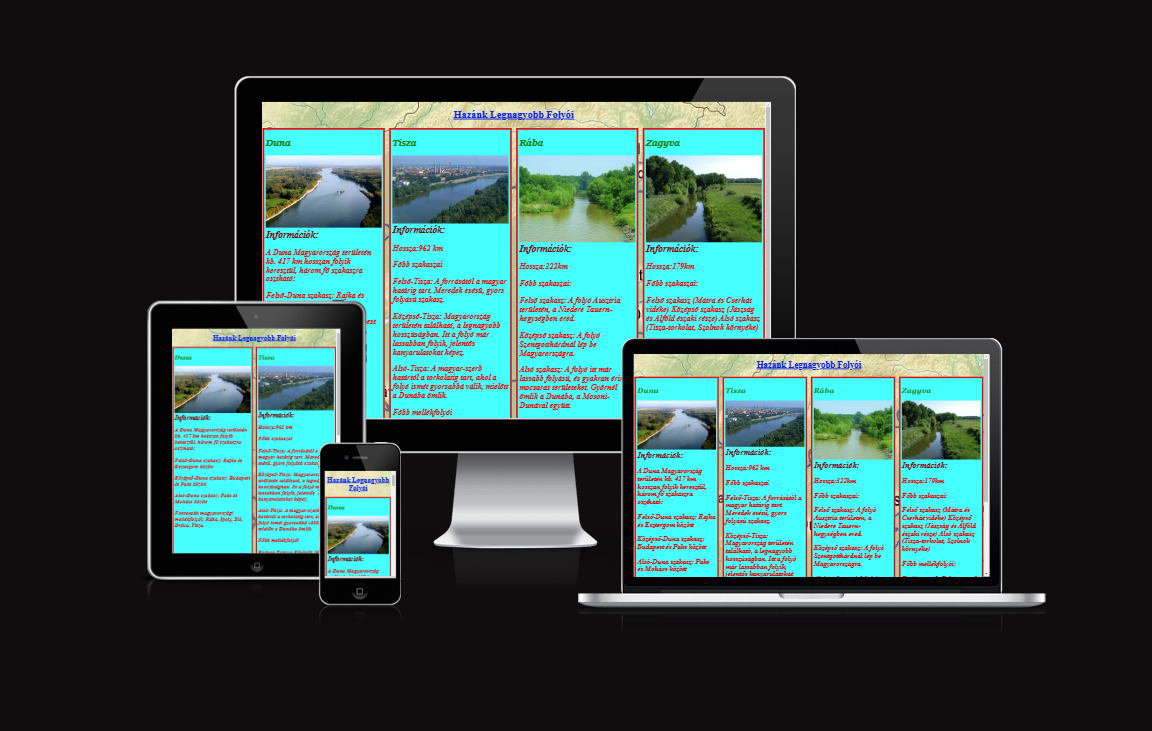 Hazánk Legnagyobb Folyói
Duna
Információk:
A Duna Magyarország területén
kb. 417 km hosszan folyik
keresztül, három fő szakaszra
osztható:
Felső-Duna szakasz: Rajka és
Tisza
Információk:
Hossza:962 km
Főbb szakaszai
Felső-Tisza: A forrásától a magyar
határig tart. Meredek esésű, gyors
folyású szakasz.
Középső-Tisza: Magyarország
területén található, a legnagyobb
hosszúságban. Itt a folyó már
lassabban folyik, jelentős
kanyarulatokat képez.
Alsó-Tisza: A magyar-szerb
határtól a torkolatig tart, ahol a
folyó ismét gyorsabbá válik, mielőtt
a Dunába ömlik.
Főbb mellékfolyói
Rába
Információk:
Hossza:322km
Főbb szakaszai:
Felső szakasz: A folyó Ausztria
területén, a Niedere Tauern-
hegységben ered.
Középső szakasz: A folyó
Szentgotthárdnál lép be
Magyarországra.
Alsó szakasz: A folyó itt már
lassabb folyású, és gyakran érin
mocsaras területeket. Győrnél
ömlik a Dunába, a Mosoni-
Dunával együtt.
Zagyva
Információk:
Hossza:179km
Főbb szakaszai:
Felső szakasz (Mátra és Cserhát
vidéke) Középső szakasz (Jászság
és Alföld északi része) Alsó szakasz
(Tisza-torkolat, Szolnok környéke)
Hazánk Legnagyobb Folyói
Duna
Információk:
A Duna Magyarország területén
kb. 417 km hosszan folyik
keresztül, három fő szakaszra
osztható:
Felső-Duna szakasz: Rajka és
Esztergom között
Középső-Duna szakasz: Budapest
és Paks között
Alsó-Duna szakasz: Paks és
Mohács között
Fontosabb magyarországi
mellékfolyói: Rába, Ipoly, Sió,
Dráva, Tisza.
Tisza
Információk:
Hossza:962 km
Főbb szakaszai
Hazánk Legnagyobb
Folyói
Duna
Információk:
A Duna Magyarország
Hazánk Legnagyobb Folyói
Duna
Információk:
A Duna Magyarország
területén kb. 417 km
hosszan folyik keresztül,
három fő szakaszra
osztható:
Felső-Duna szakasz: Rajka
és Esztergom között
Középső-Duna szakasz:
Budapest és Paks között
Alsó-Duna szakasz: Paks
és Mohács között
Tisza
Információk:
Hossza:962 km
Főbb szakaszai
Felső-Tisza: A forrásától a
magyar határig tart.
Meredek esésű, gyors
folyású szakasz.
Középső-Tisza:
Magyarország területén
található, a legnagyobb
hosszúságban. Itt a folyó
már lassabban folyik,
jelentős kanyarulatokat
Rába
Információk:
Hossza:322km
Főbb szakaszai:
Felső szakasz: A folyó
Ausztria területén, a
Niedere Tauern-
hegységben ered.
Középső szakasz: A folyó
Szentgotthárdnál lép be
Magyarországra.
Zagyva
Információk:
Hossza:179km
Főbb szakaszai:
Felső szakasz (Mátra és
Cserhát vidéke) Középső
szakasz (Jászság és Alföld
északi része) Alsó szakasz
(Tisza-torkolat, Szolnok
környéke)
Főbb mellékfolyói: